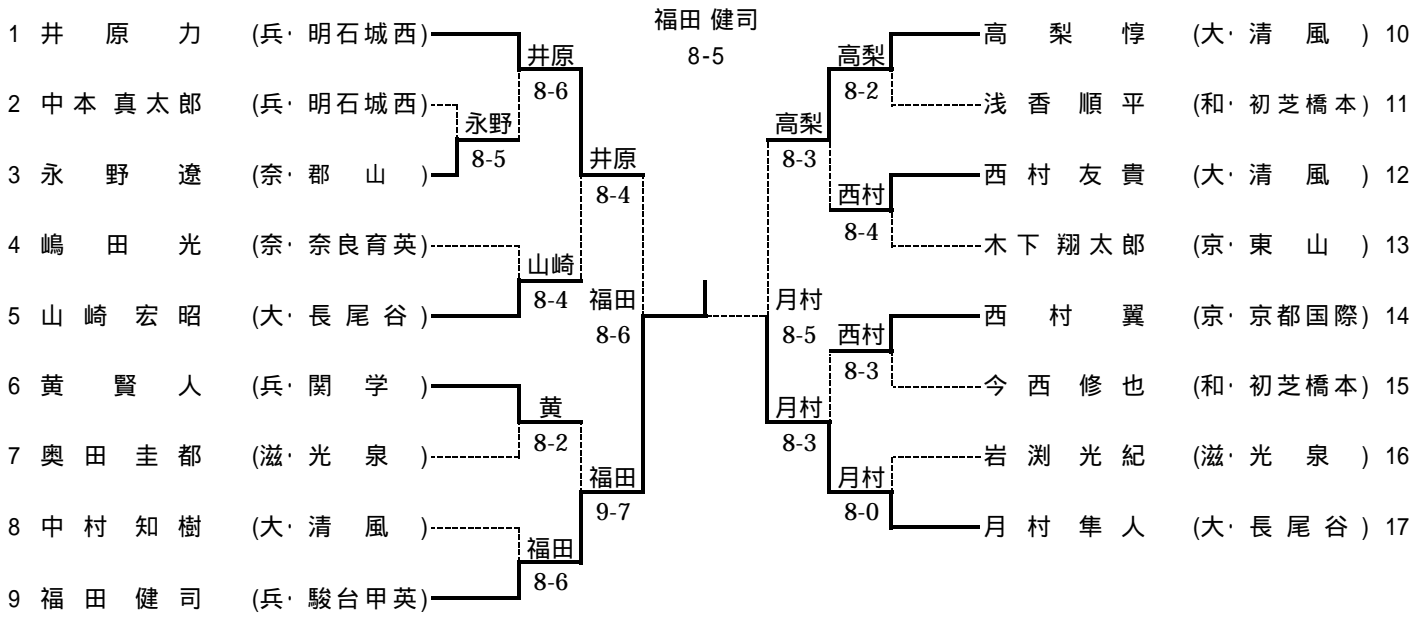 福田 健司
8-5
1 井原力 (兵・明石城西)
2 中本真太郎 (兵・明石城西)
3 永野遼 (奈・郡山)
4 嶋田光 (奈・奈良育英)
5 山崎宏昭 (大・長尾谷)
6 黄賢人 (兵・関学)
7 奥田圭都 (滋・光泉)
8 中村知樹 (大・清風)
9 福田健司 (兵・駿台甲英)
永野
8-5
井原
8-6
山崎
8-4
黄
8-2
福田
8-6
井原
8-4
福田
9-7
福田
8-6
月村
8-5
高梨
8-3
月村
8-3
高梨
8-2
西村
8-4
西村
8-3
月村
8-0
高梨惇 (大・清風) 10
浅香順平 (和・初芝橋本) 11
西村友貴 (大・清風) 12
木下翔太郎 (京・東山) 13
西村翼 (京・京都国際) 14
今西修也 (和・初芝橋本) 15
岩渕光紀 (滋・光泉) 16
月村隼人 (大・長尾谷) 17